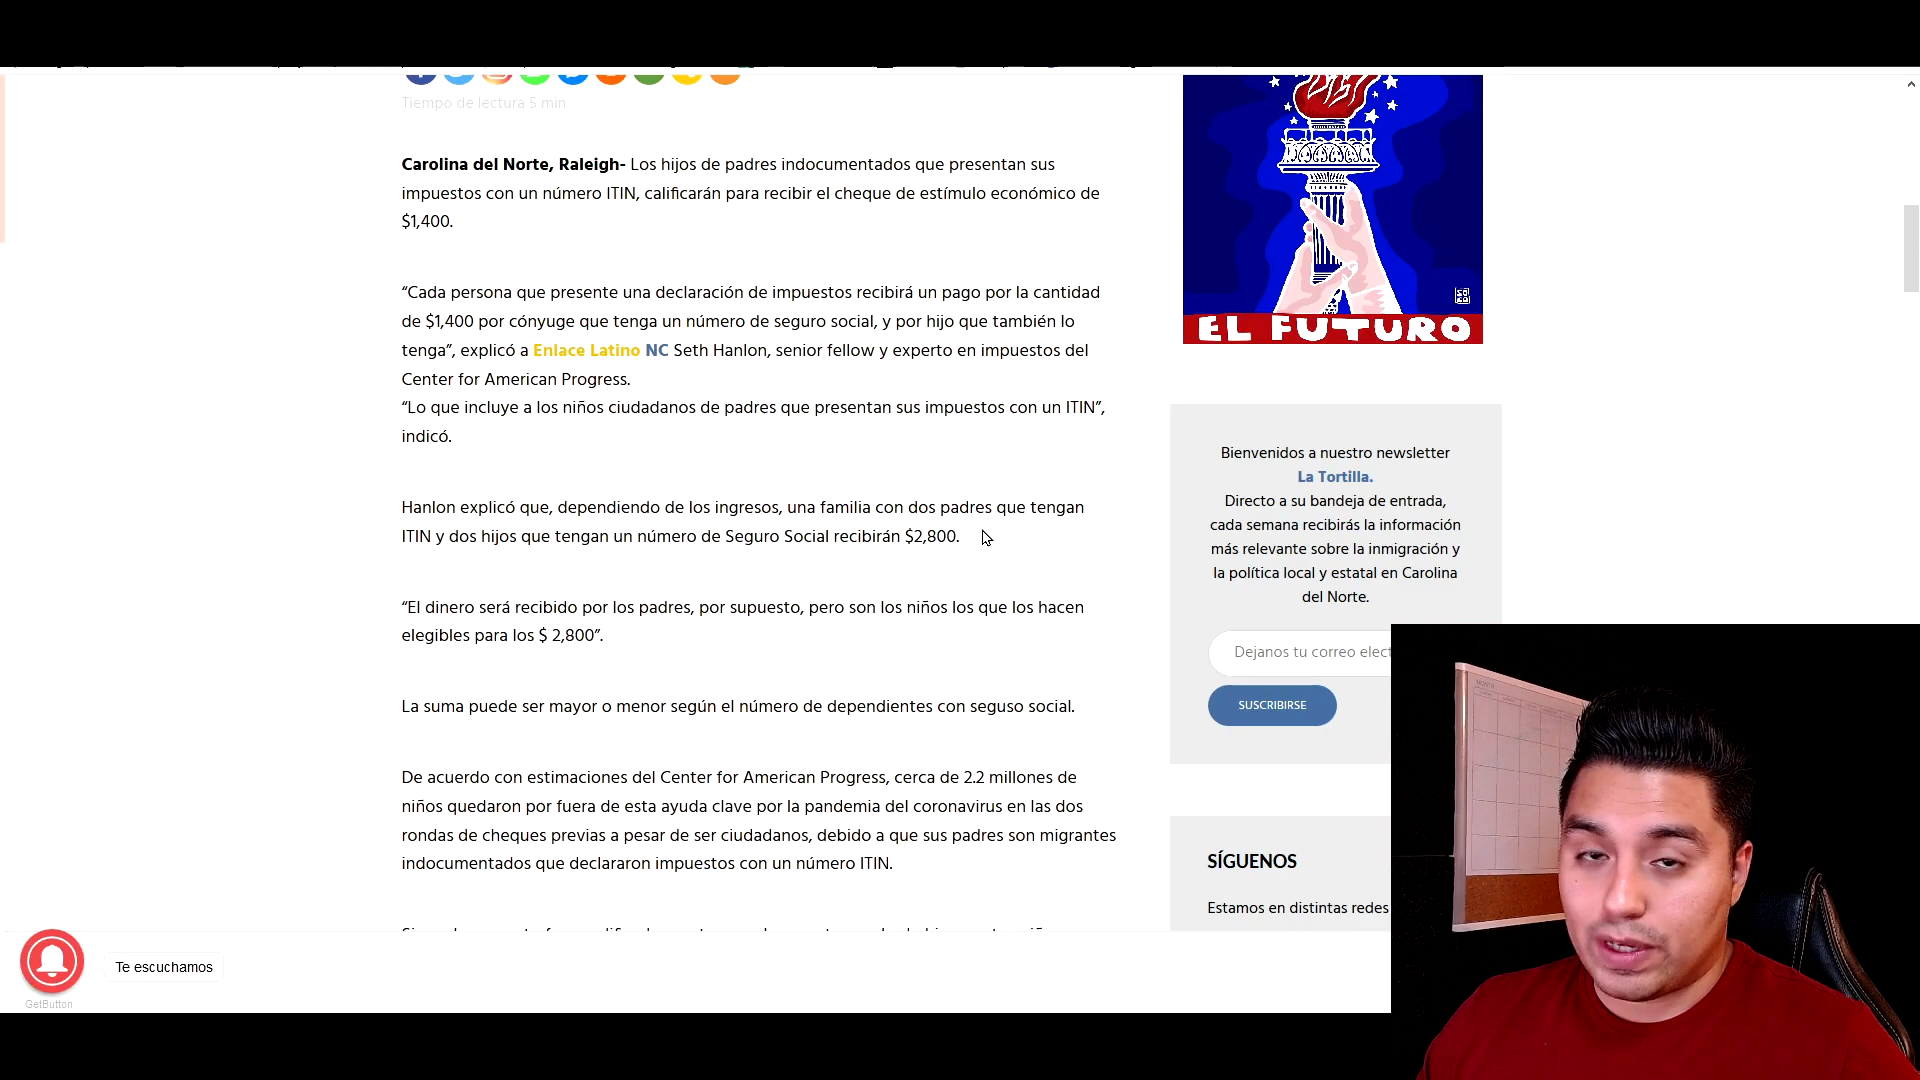 Tiempo de lectura 5 min
Carolina del Norte, Raleigh- Los hijos de padres indocumentados que presentan sus
impuestos con un número ITIN, calificarán para recibir el cheque de estímulo económico de
$1,400.
“Cada persona que presente una declaración de impuestos recibirá un pago por la cantidad
de $1,400 por cónyuge que tenga un número de seguro social, y por hijo que también lo
tenga”, explicó a Enlace Latino NC Seth Hanlon, senior fellow y experto en impuestos del
Center for American Progress.
“Lo que incluye a los niños ciudadanos de padres que presentan sus impuestos con un ITIN”,
indicó.
Hanlon explicó que, dependiendo de los ingresos, una familia con dos padres que tengan
ITIN y dos hijos que tengan un número de Seguro Social recibirán $2,800.
“El dinero será recibido por los padres, por supuesto, pero son los niños los que los hacen
elegibles para los $ 2,800”.
La suma puede ser mayor o menor según el número de dependientes con seguso social.
De acuerdo con estimaciones del Center for American Progress, cerca de 2.2 millones de
niños quedaron por fuera de esta ayuda clave por la pandemia del coronavirus en las dos
rondas de cheques previas a pesar de ser ciudadanos, debido a que sus padres son migrantes
indocumentados que declararon impuestos con un número ITIN.
EL FUTURO
Bienvenidos a nuestro newsletter
La Tortilla.
Directo a su bandeja de entrada,
cada semana recibirás la información
más relevante sobre la inmigración y
la política local y estatal en Carolina
del Norte.
Dejanos tu correo elect
SUSCRIBIRSE
SÍGUENOS
Estamos en distintas redes
Te escuchamos
GetButton